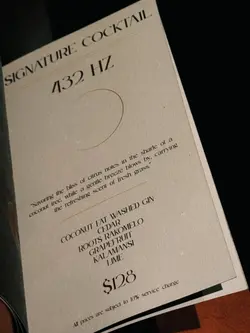 SIGNATURE COCKTAIL
432 HZ
"Savoring the bliss of citrus notes in the shade of a
coconut tree, while a gentle breeze blows by, carrying
the refreshing scent of fresh grass"
COCONUT FAT WASHED GIN
CEDAR
ROOTS RAKOMELO
GRAPEFRUIT
KALAMANSI
LIME
$128
All prices are subject to 10% service charge